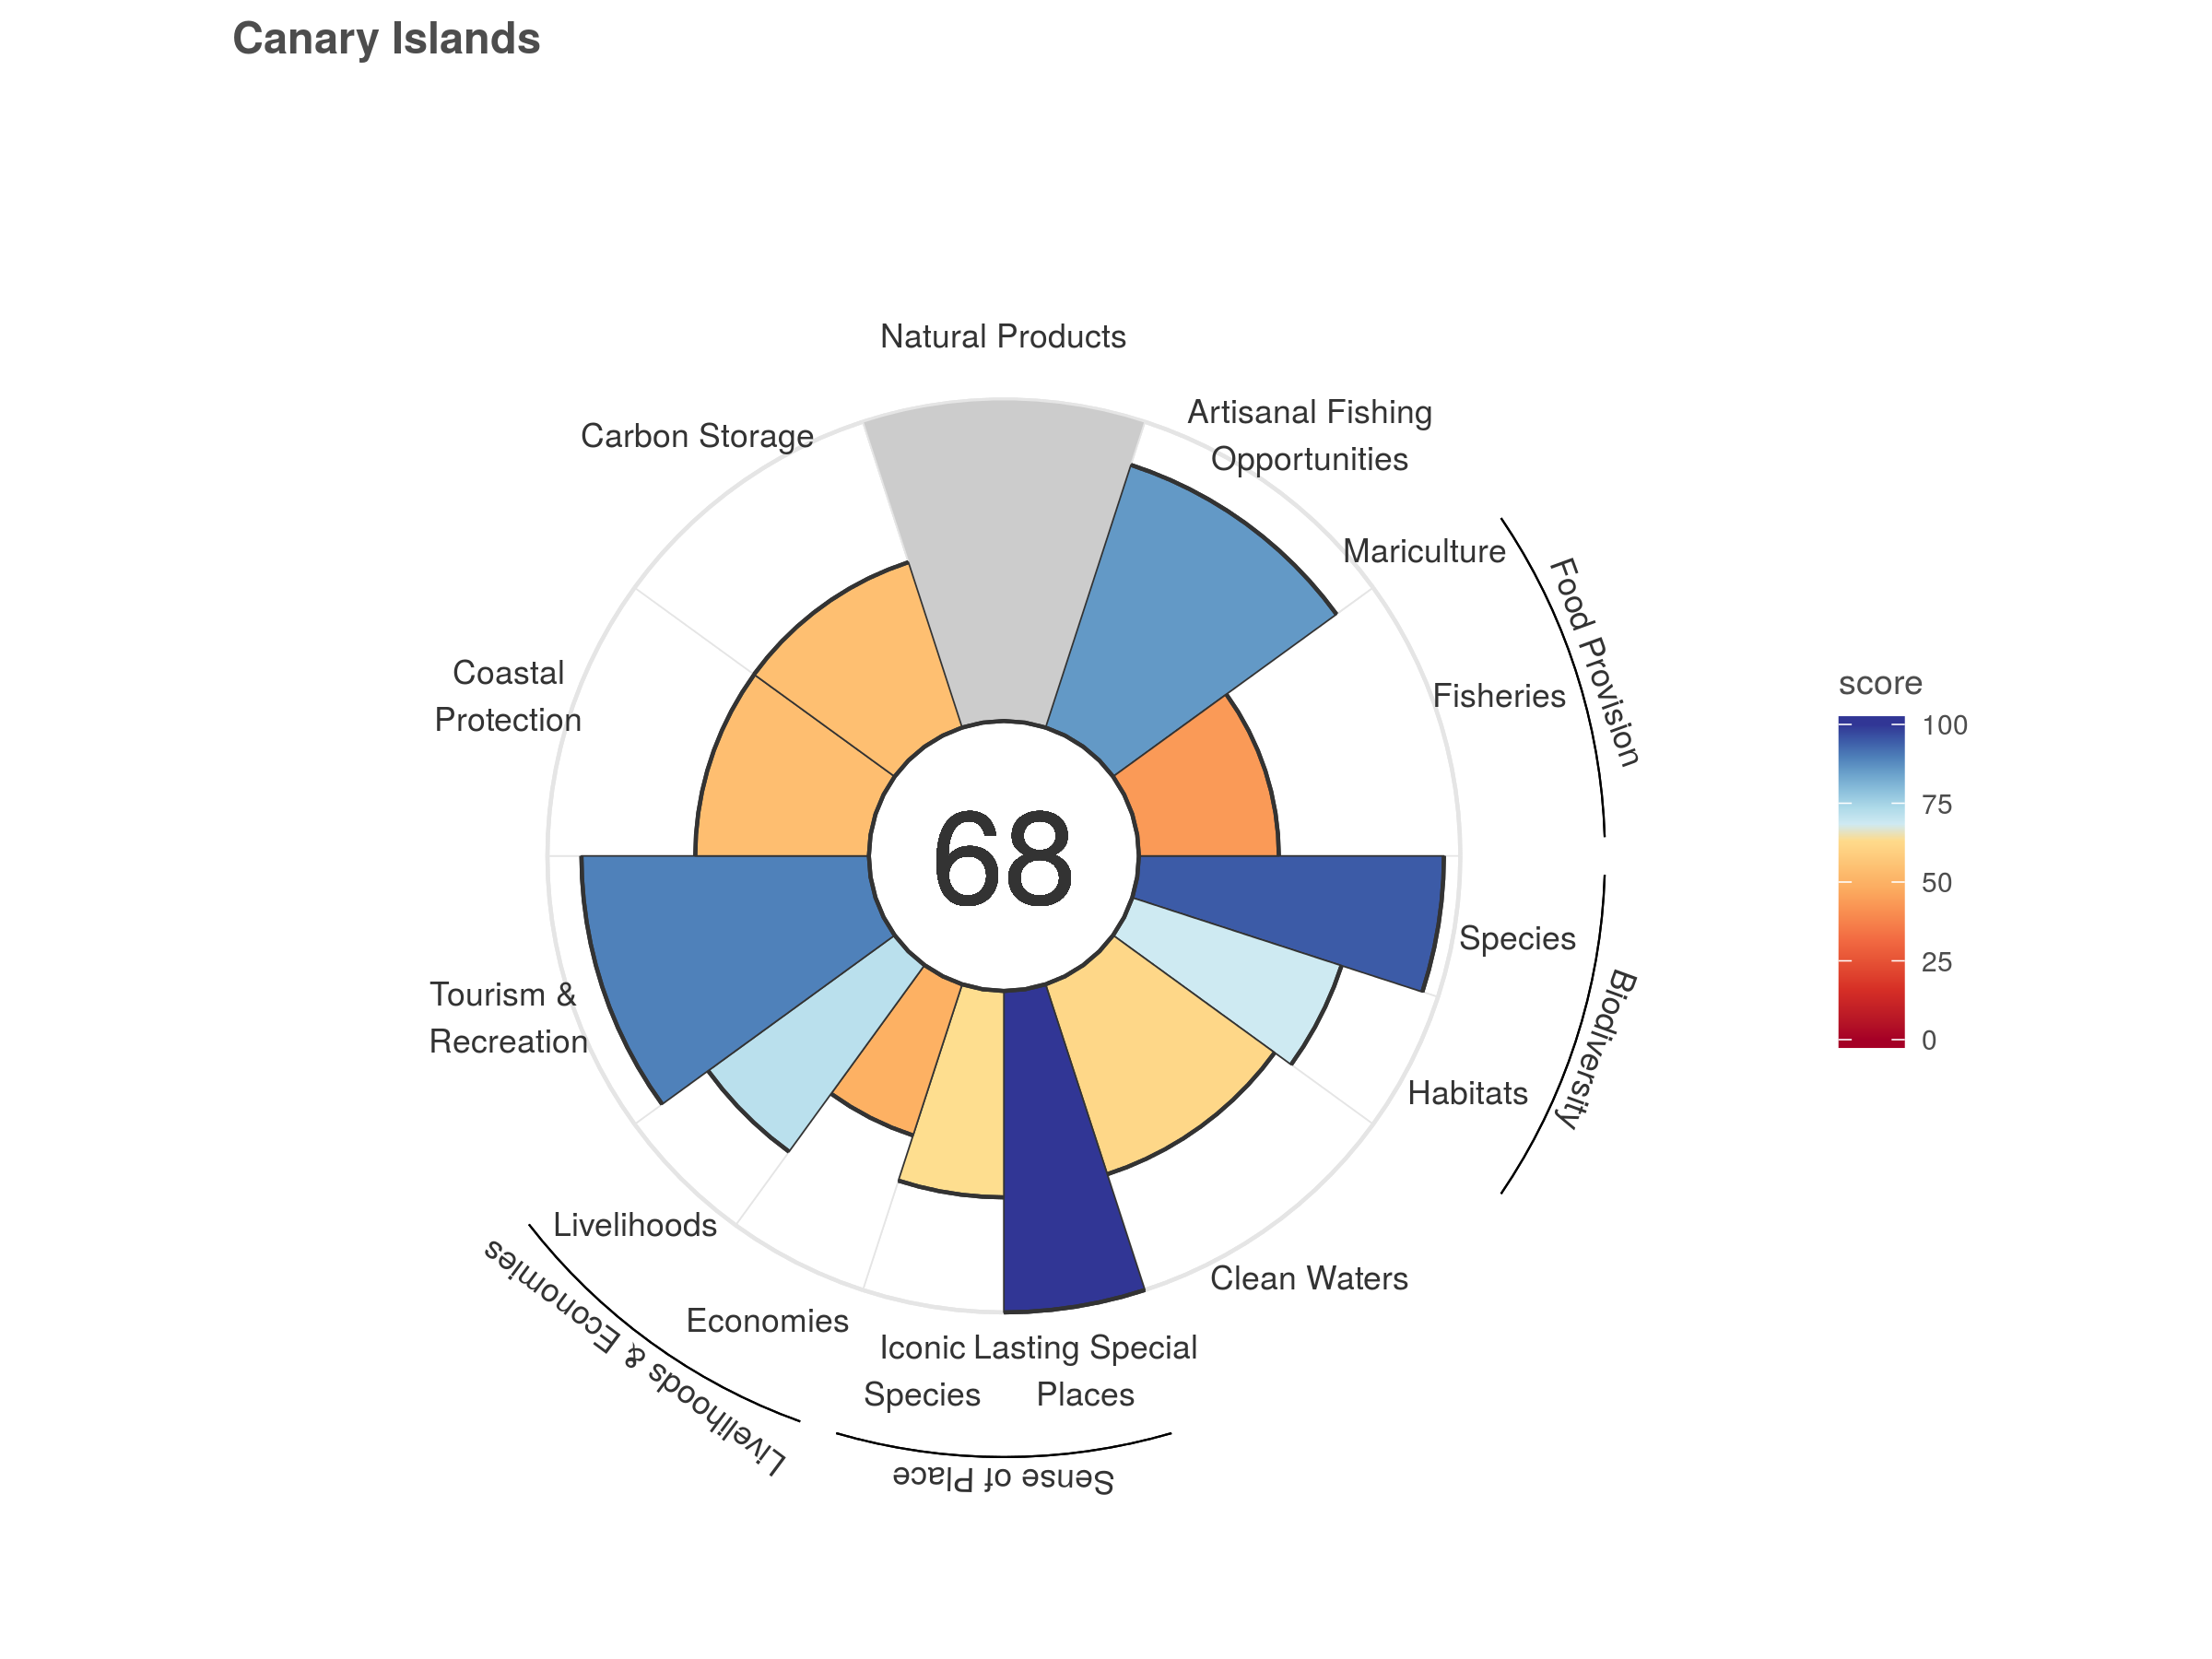 Canary Islands
Natural Products
Artisanal Fishing
Opportunities
Carbon Storage
Mariculture
Food Provision
Fisheries
Coastal
Protection
score
100
75
50
25
0
68
Species
Biodiversity
Tourism &
Recreation
Habitats
Livelihoods
Clean Waters
Economies
Iconic
Species
Lasting Special
Places
Livelihoods & Economies
Sense of Place